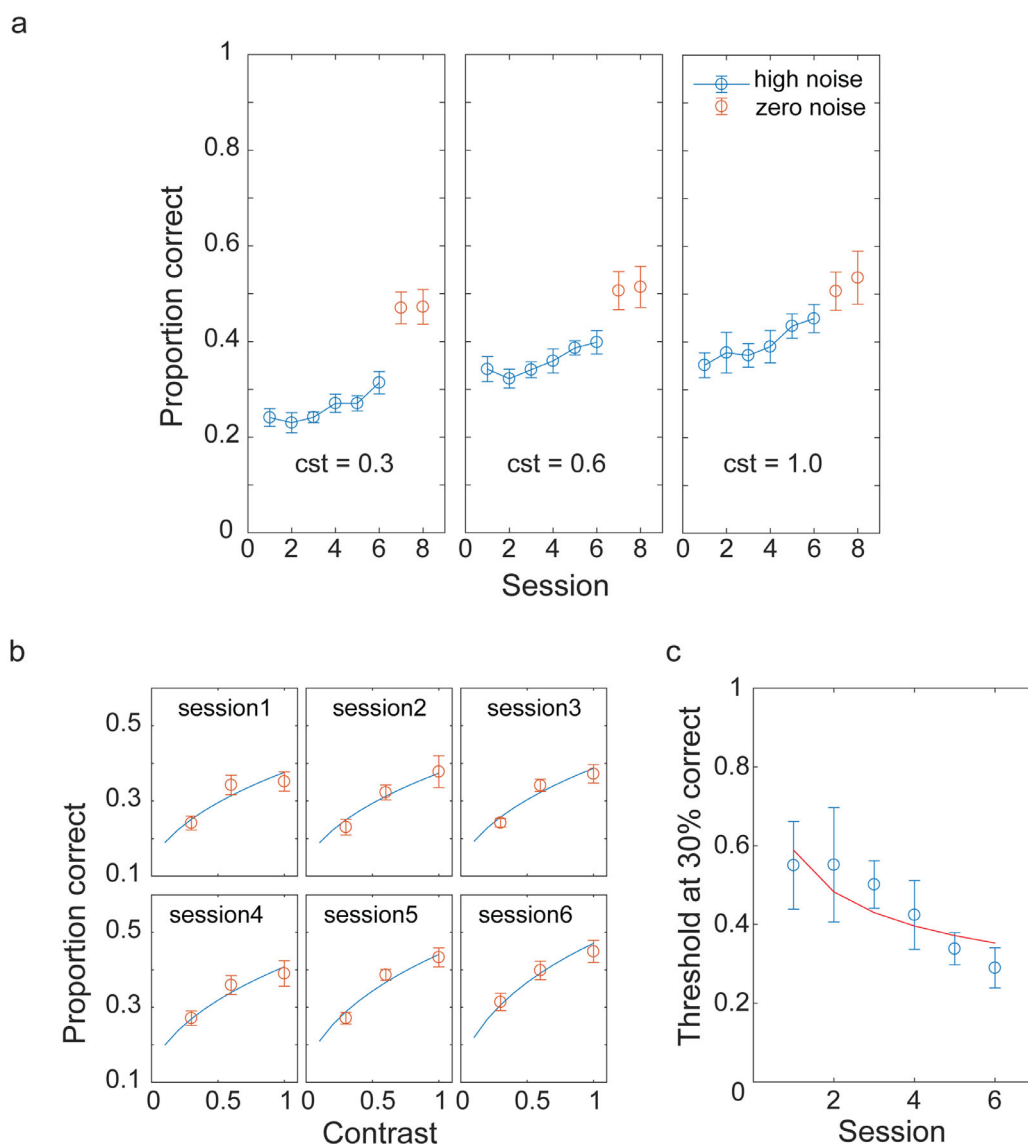 a
Proportion correct
1
0.8
0.6
0.4
0.2
0
high noise
zero noise
cst = 0.3
cst = 0.6
cst = 1.0
0 2 4 6 8
0 2 4 6 8
0 2 4 6 8
Session
b
Proportion correct
session1
session2
session3
0.5
0.3
0.1
session4
session5
session6
0.5
0.3
0.1
0 0.5 1
0 0.5 1
0 0.5 1
Contrast
c
Threshold at 30% correct
1
0.8
0.6
0.4
0.2
0
2 4 6
Session